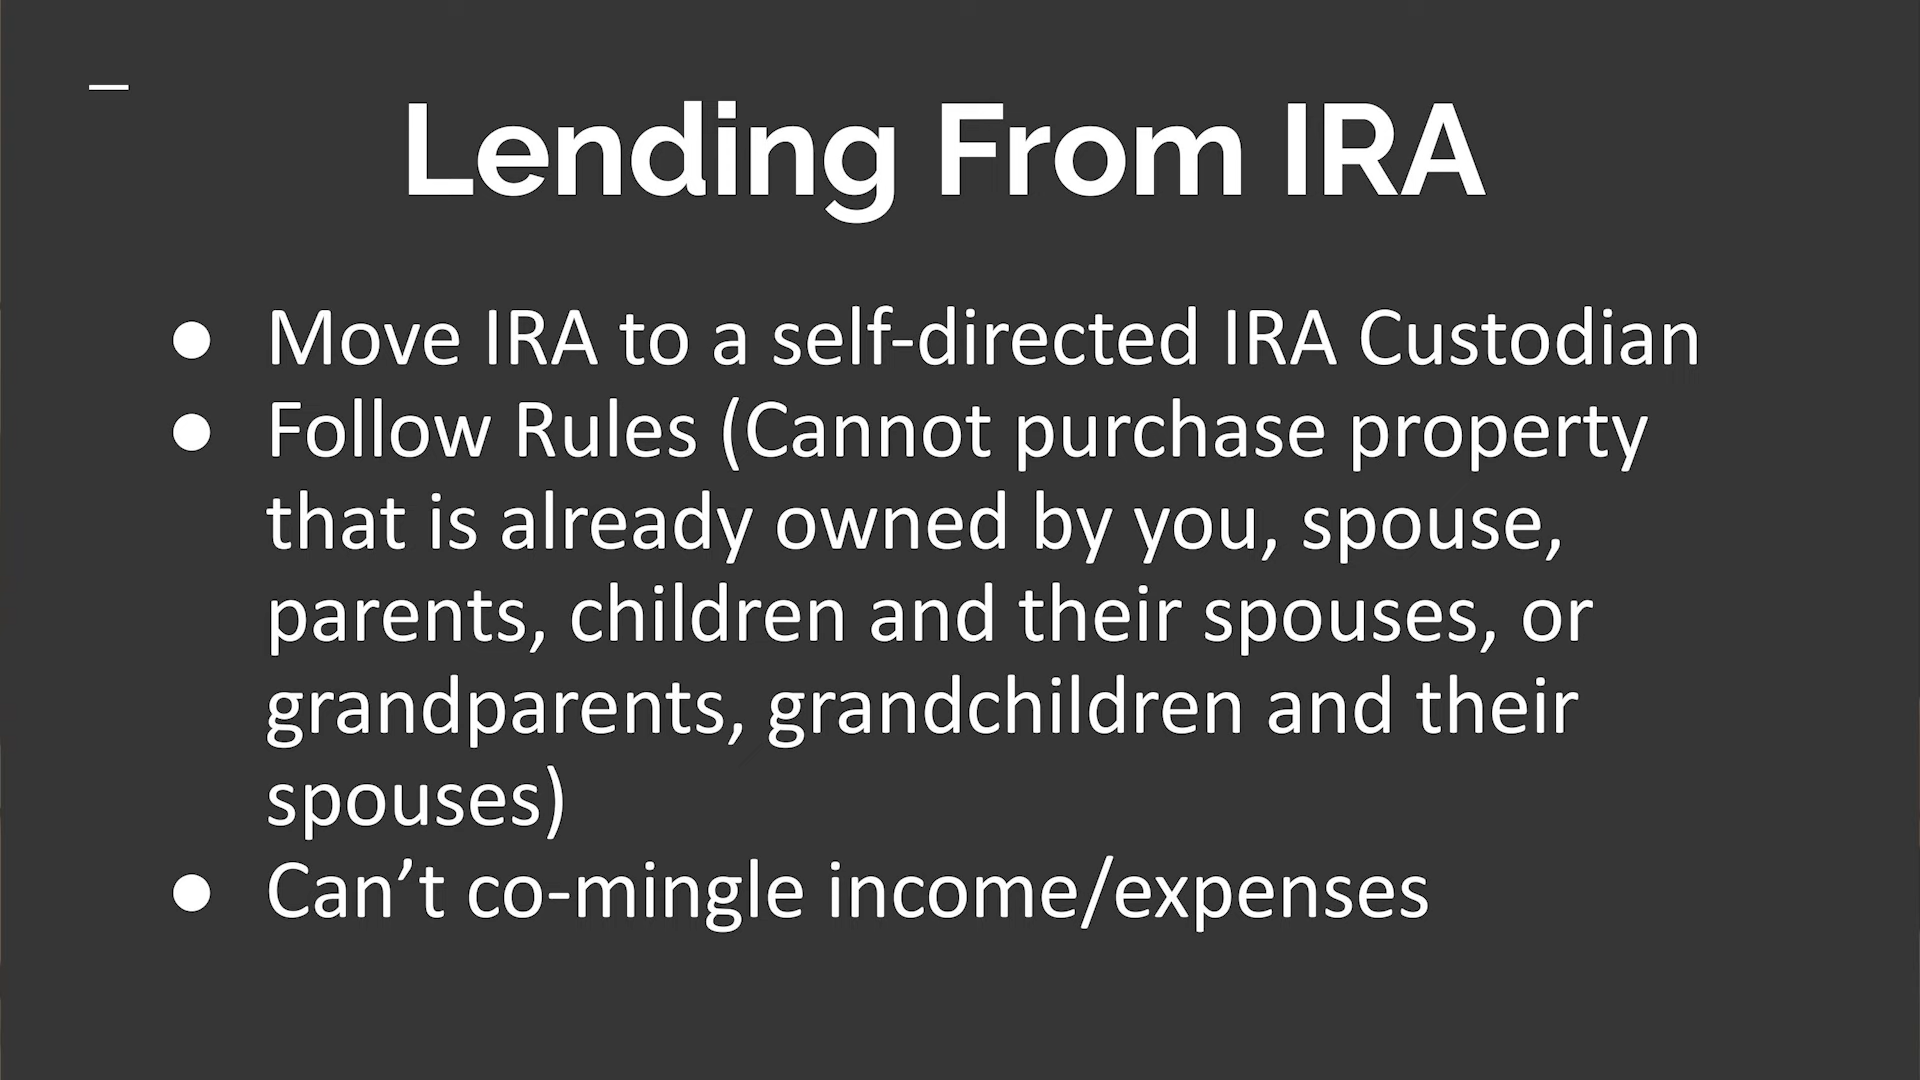 Lending From IRA
● Move IRA to a self-directed IRA Custodian
● Follow Rules (Cannot purchase property
that is already owned by you, spouse,
parents, children and their spouses, or
grandparents, grandchildren and their
spouses)
● Can’t co-mingle income/expenses